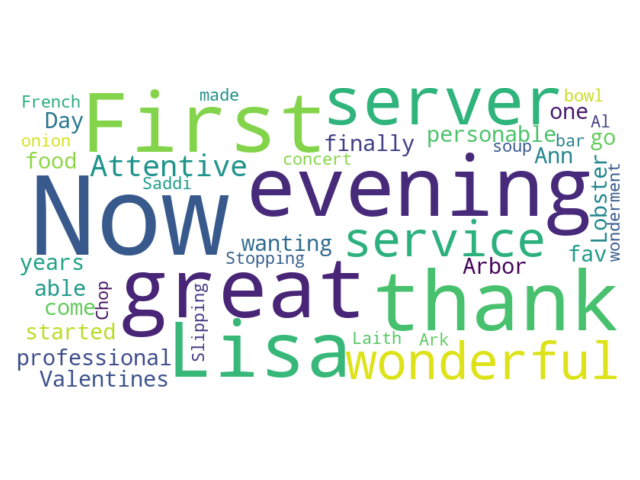 French
made
First
server
bowl
Day
one
Al
onion
finally
personable
go
food
Attentive
concert
soup
bar
Ann
Now
Saddi
evening
Lobster
wonderment
years
wanting
service
fav
Stopping
able
great
Arbor
come
Chop
Slipping
thank
started
Lisa
Laith
Ark
professional
wonderful
Valentines